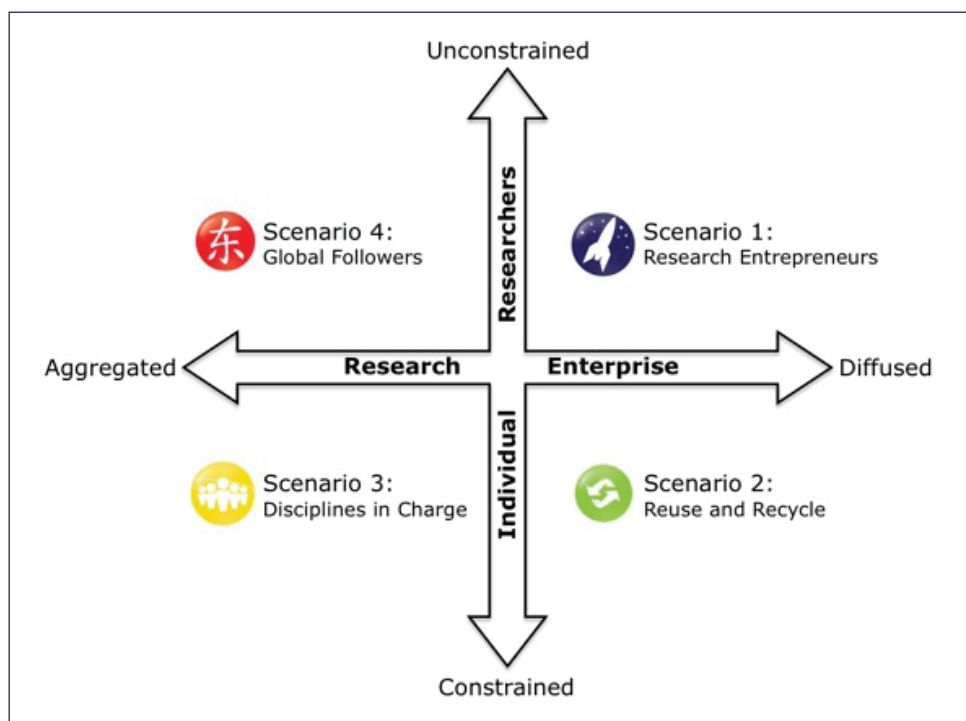 Unconstrained
Researchers
东
Scenario 4:
Global Followers
Scenario 1:
Research Entrepreneurs
Aggregated
Research Enterprise
Diffused
Individual
Scenario 3:
Disciplines in Charge
Scenario 2:
Reuse and Recycle
Constrained